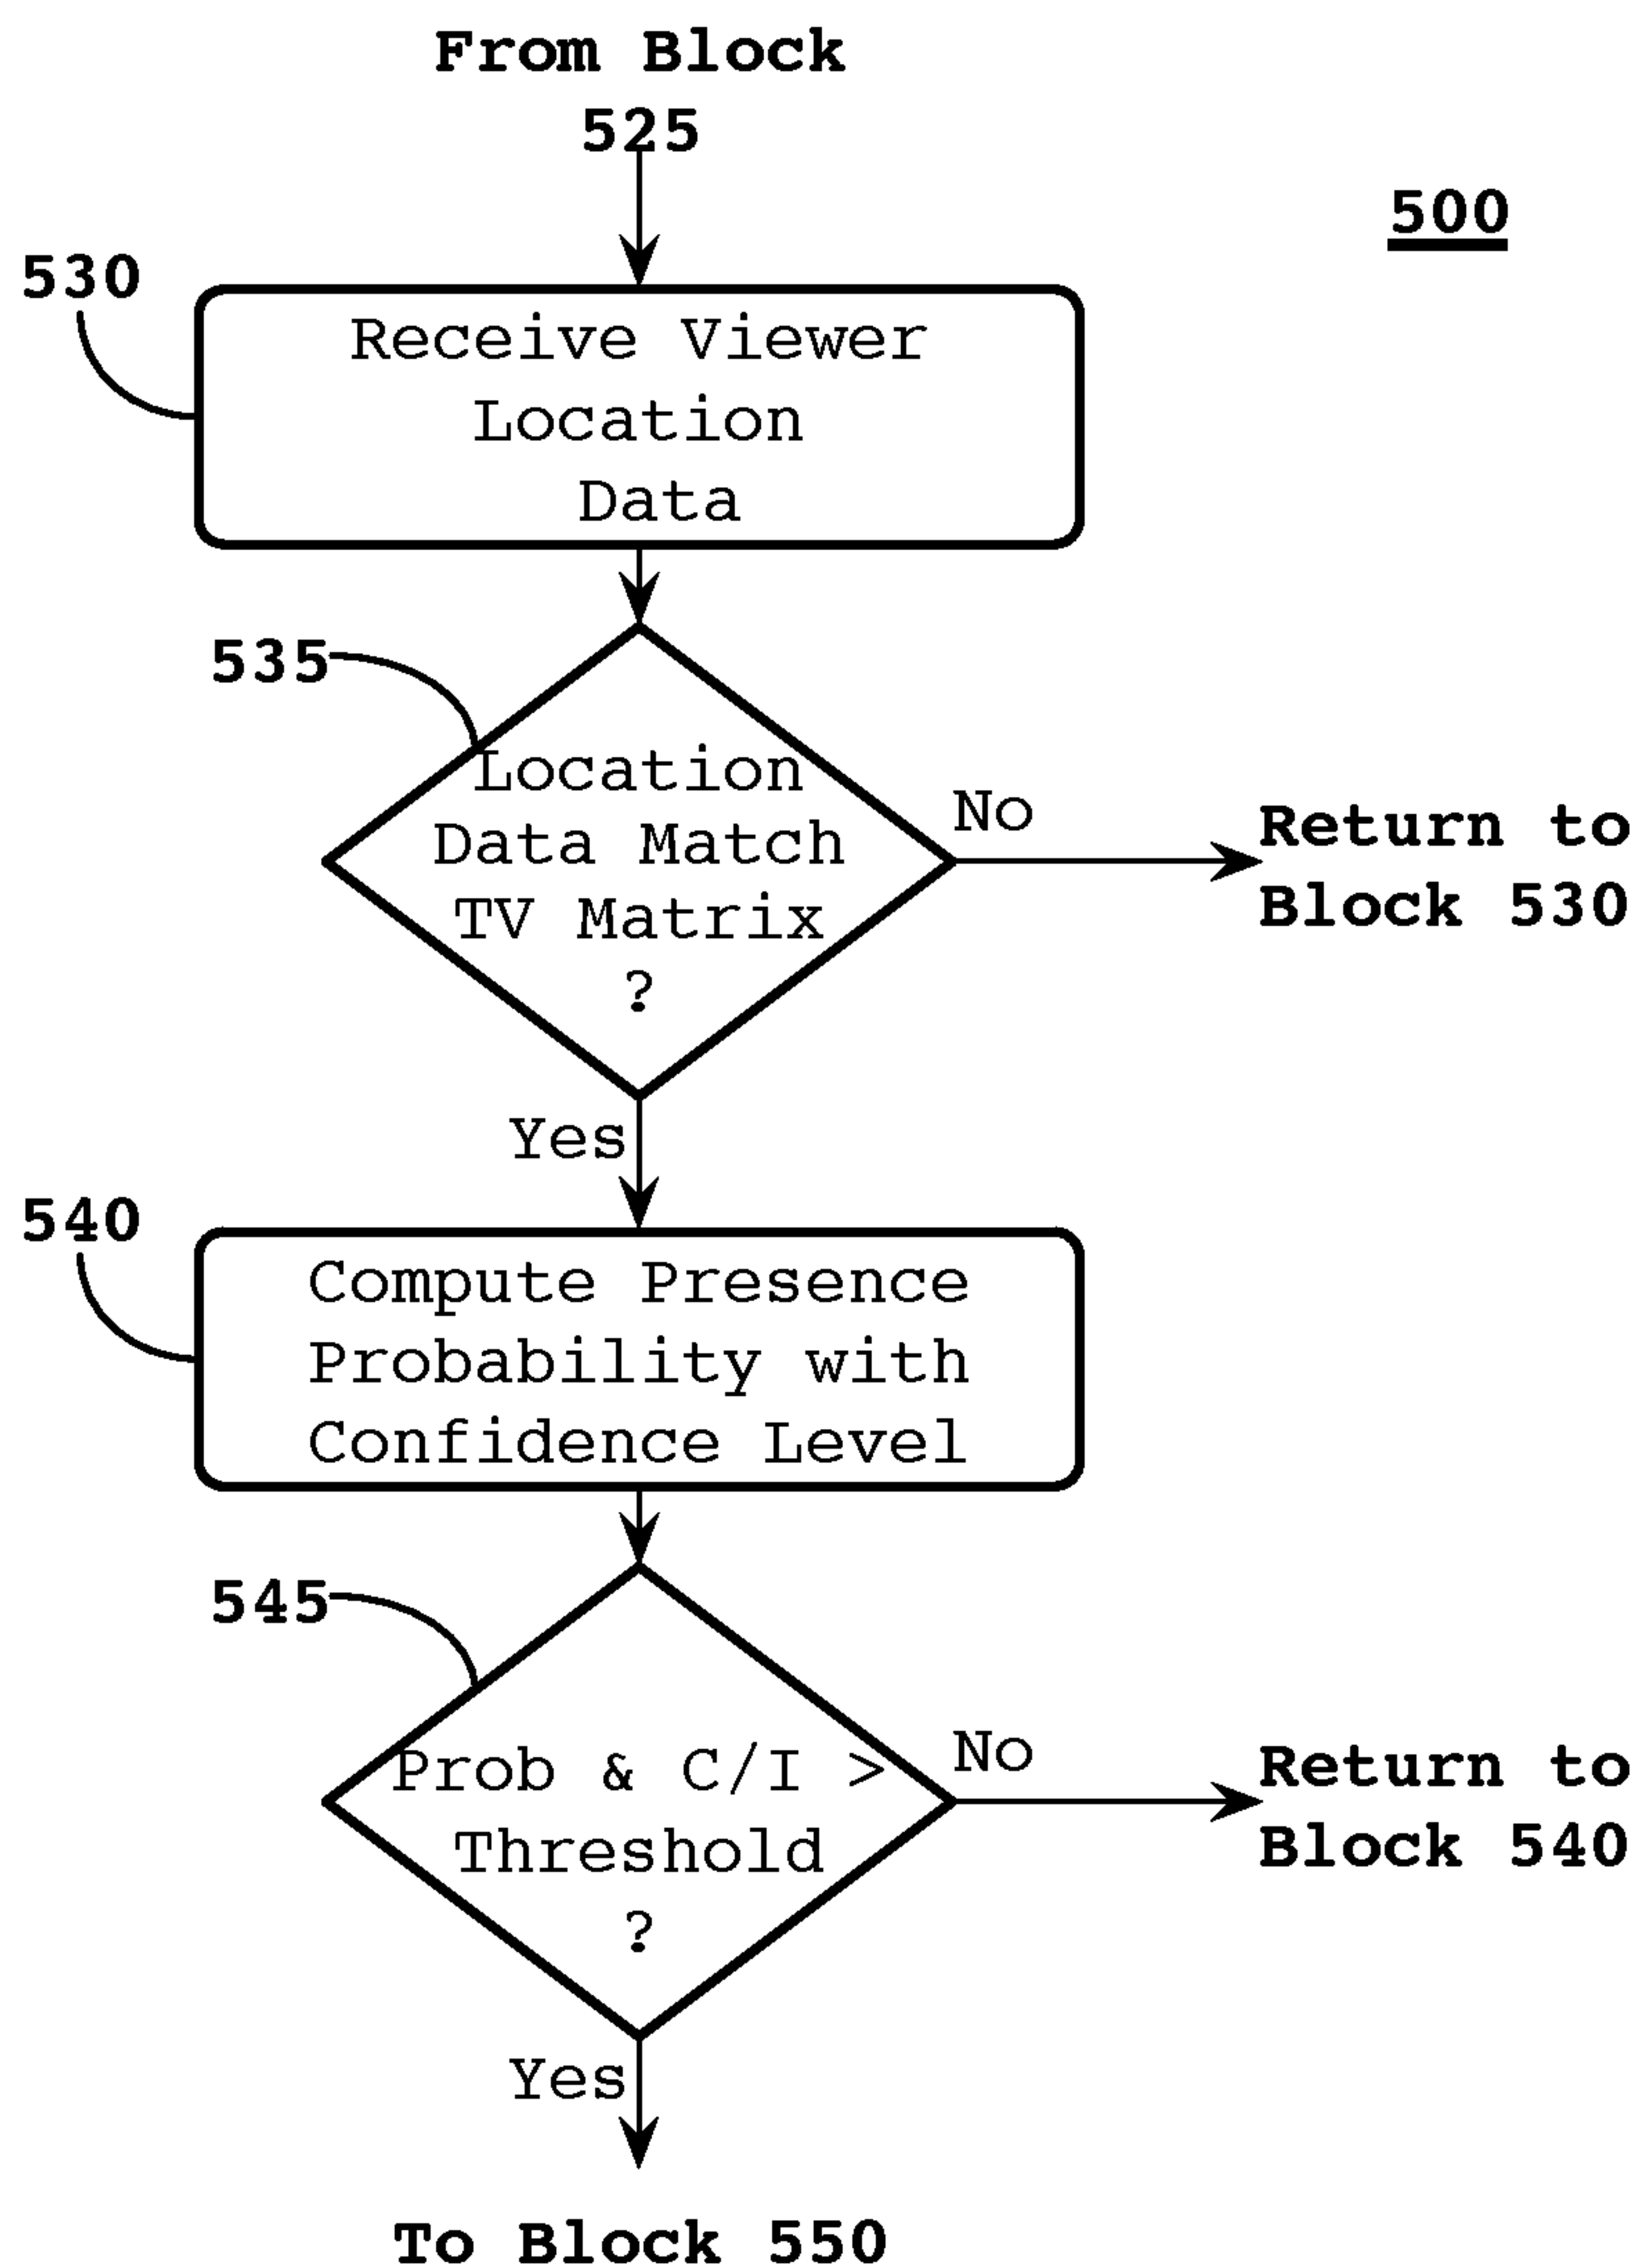 From Block
525
500
530
Receive Viewer
Location
Data
535
Location
Data Match
TV Matrix
?
No
Return to
Block 530
Yes
540
Compute Presence
Probability with
Confidence Level
545
Prob & C/I >
Threshold
?
No
Return to
Block 540
Yes
To Block 550